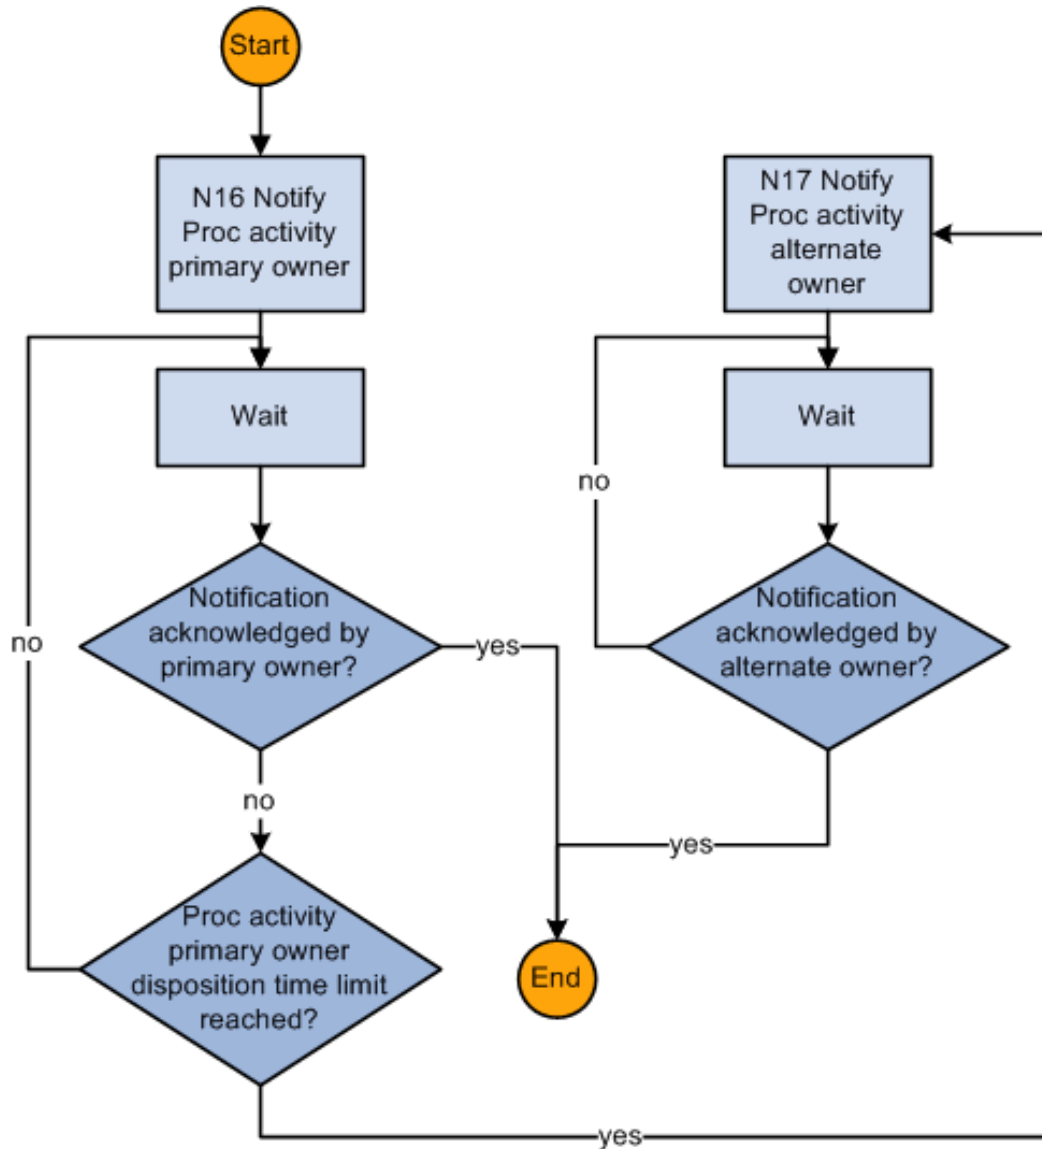 Start
N16 Notify
Proc activity
primary owner
Wait
Notification
acknowledged by
primary owner?
yes
no
no
Proc activity
primary owner
disposition time limit
reached?
yes
N17 Notify
Proc activity
alternate
owner
Wait
no
Notification
acknowledged by
alternate owner?
yes
End